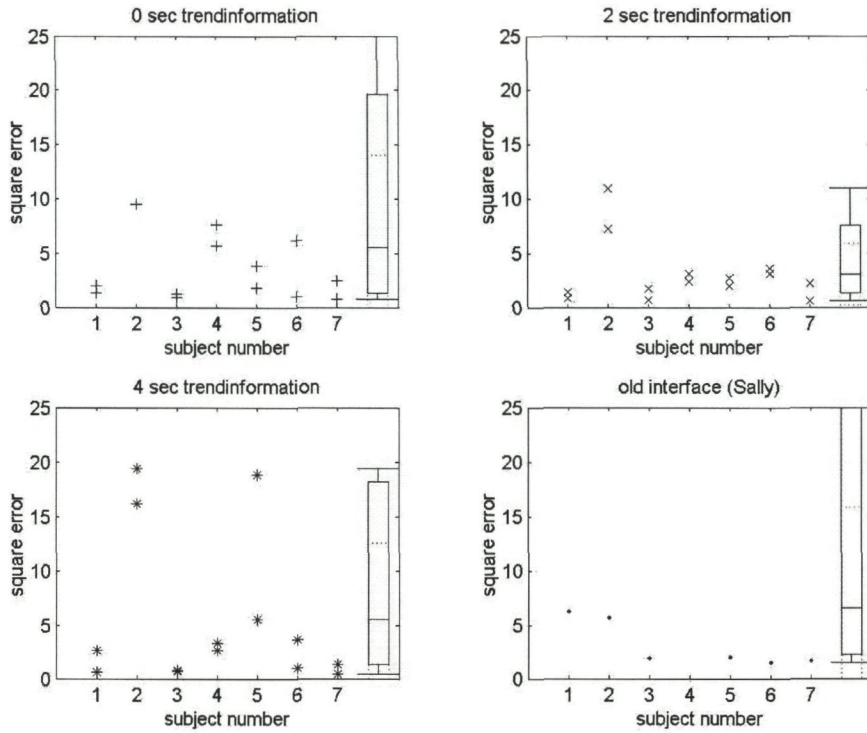 0 sec trendinformation
25
20
15
10
5
0
square error
1 2 3 4 5 6 7
subject number
2 sec trendinformation
25
20
15
10
5
0
square error
1 2 3 4 5 6 7
subject number
4 sec trendinformation
25
20
15
10
5
0
square error
1 2 3 4 5 6 7
subject number
old interface (Sally)
25
20
15
10
5
0
square error
1 2 3 4 5 6 7
subject number